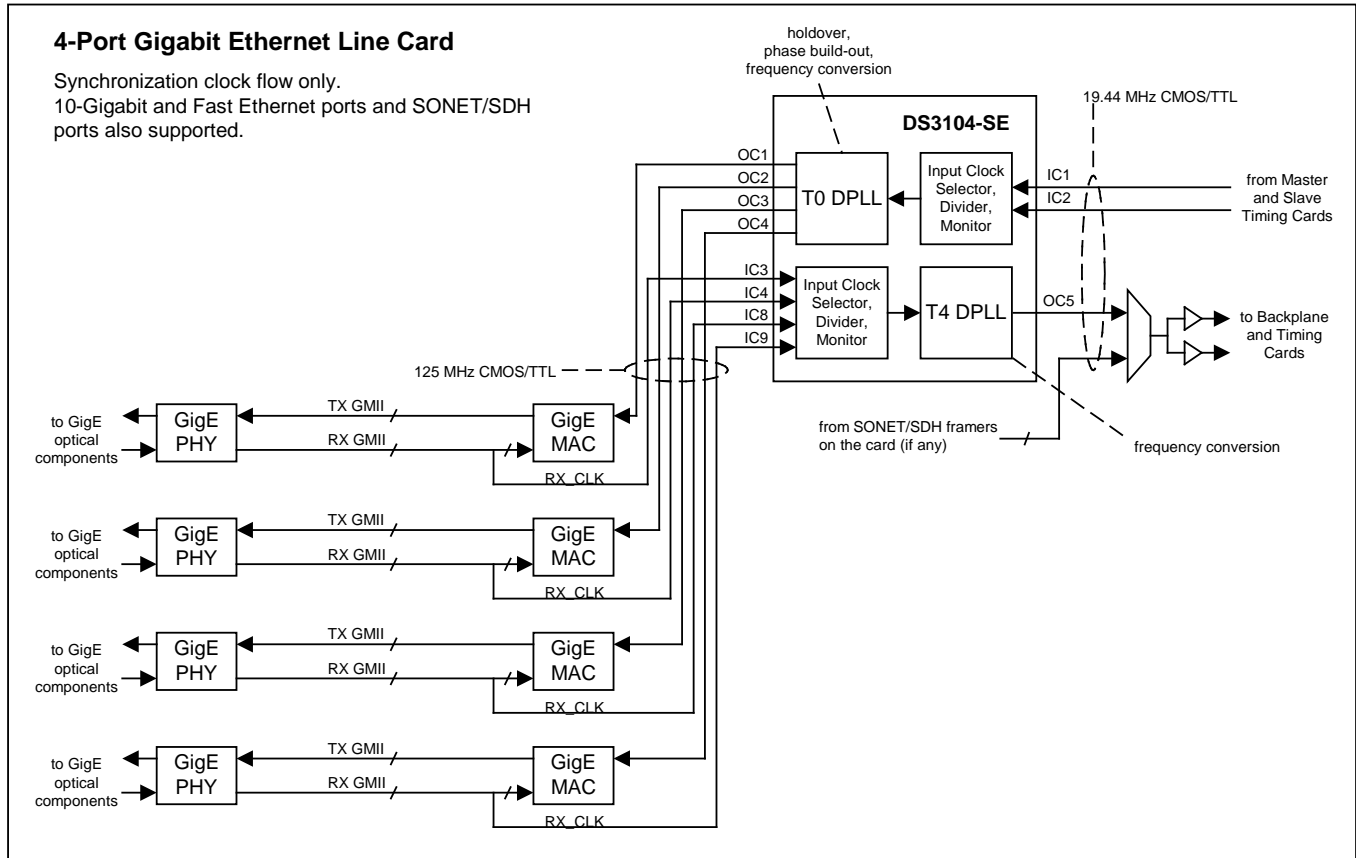 4-Port Gigabit Ethernet Line Card
Synchronization clock flow only.
10-Gigabit and Fast Ethernet ports and SONET/SDH
ports also supported.
holdover,
phase build-out,
frequency conversion
19.44 MHz CMOS/TTL
DS3104-SE
OC1
OC2
OC3
OC4
T0 DPLL
Input Clock
Selector,
Divider,
Monitor
IC1
IC2
from Master
and Slave
Timing Cards
IC3
IC4
IC8
IC9
Input Clock
Selector,
Divider,
Monitor
T4 DPLL
OC5
to Backplane
and Timing
Cards
125 MHz CMOS/TTL
from SONET/SDH framers
on the card (if any)
frequency conversion
to GigE
optical
components
GigE
PHY
TX GMII
RX GMII
GigE
MAC
RX_CLK
to GigE
optical
components
GigE
PHY
TX GMII
RX GMII
GigE
MAC
RX_CLK
to GigE
optical
components
GigE
PHY
TX GMII
RX GMII
GigE
MAC
RX_CLK
to GigE
optical
components
GigE
PHY
TX GMII
RX GMII
GigE
MAC
RX_CLK